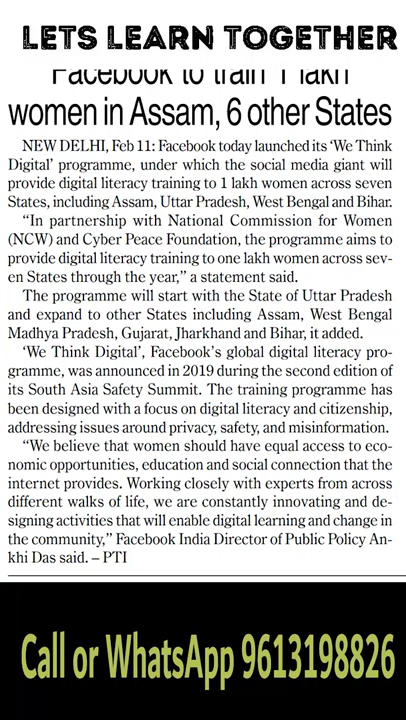 LETS LEARN TOGETHER
Facebook to train 1 lakh
women in Assam, 6 other States
NEW DELHI, Feb 11: Facebook today launched its ‘We Think
Digital’ programme, under which the social media giant will
provide digital literacy training to 1 lakh women across seven
States, including Assam, Uttar Pradesh, West Bengal and Bihar.
“In partnership with National Commission for Women
(NCW) and Cyber Peace Foundation, the programme aims to
provide digital literacy training to one lakh women across sev-
en States through the year,” a statement said.
The programme will start with the State of Uttar Pradesh
and expand to other States including Assam, West Bengal
Madhya Pradesh, Gujarat, Jharkhand and Bihar, it added.
‘We Think Digital’, Facebook’s global digital literacy pro-
gramme, was announced in 2019 during the second edition of
its South Asia Safety Summit. The training programme has
been designed with a focus on digital literacy and citizenship,
addressing issues around privacy, safety, and misinformation.
“We believe that women should have equal access to eco-
nomic opportunities, education and social connection that the
internet provides. Working closely with experts from across
different walks of life, we are constantly innovating and de-
signing activities that will enable digital learning and change in
the community,” Facebook India Director of Public Policy An-
khi Das said. – PTI
Call or WhatsApp 9613198826